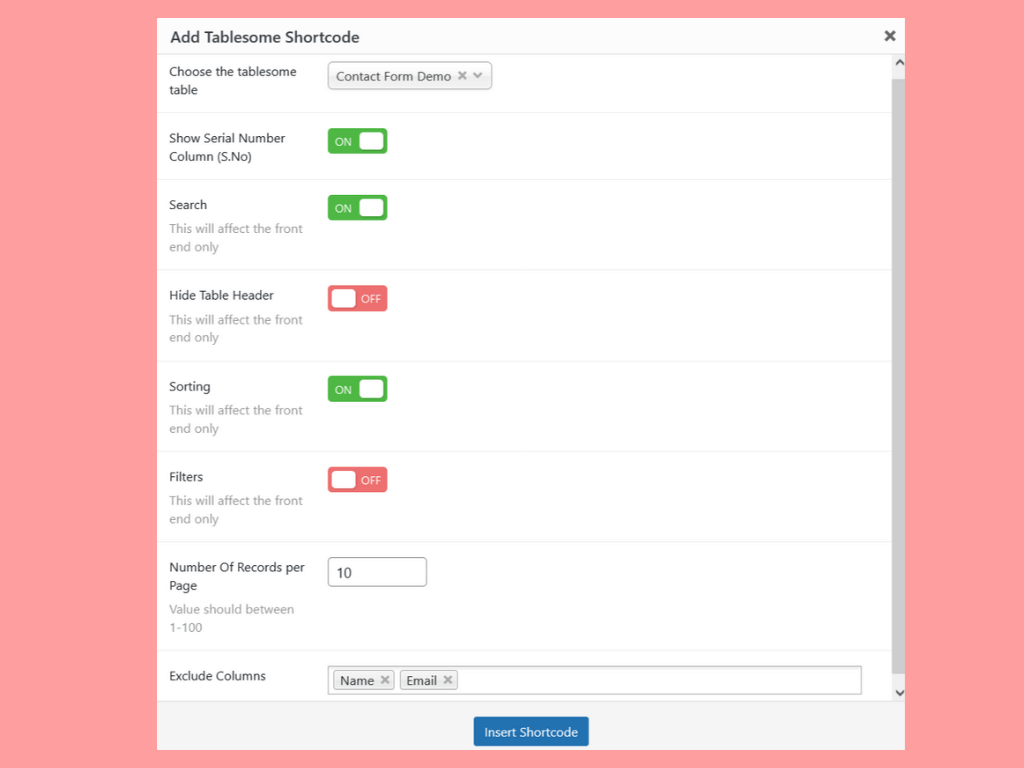 Add Tablesome Shortcode
Choose the tablesome
table
Contact Form Demo
Show Serial Number
Column (S.No)
ON
Search
This will affect the front
end only
ON
Hide Table Header
This will affect the front
end only
OFF
Sorting
This will affect the front
end only
ON
Filters
This will affect the front
end only
OFF
Number Of Records per
Page
Value should between
1-100
10
Exclude Columns
Name
Email
Insert Shortcode